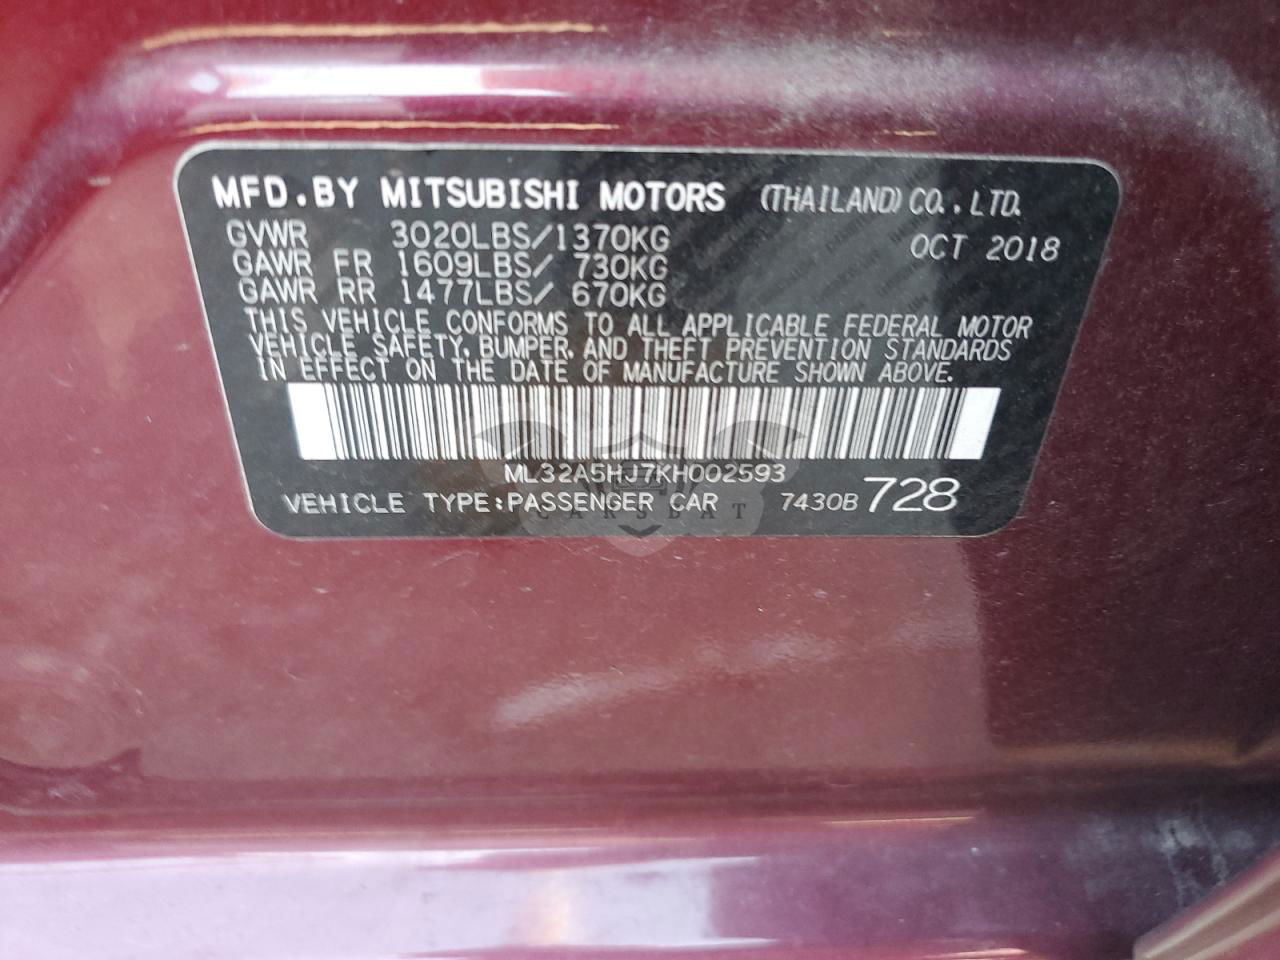 MFD.BY MITSUBISHI MOTORS (THAILAND) CO.,LTD.
GVWR 3020LBS/1370KG OCT 2018
GAWR FR 1609LBS/ 730KG
GAWR RR 1477LBS/ 670KG
THIS VEHICLE CONFORMS TO ALL APPLICABLE FEDERAL MOTOR
VEHICLE SAFETY, BUMPER, AND THEFT PREVENTION STANDARDS
IN EFFECT ON THE DATE OF MANUFACTURE SHOWN ABOVE.
ML32A5HJ7KH002593
VEHICLE TYPE:PASSENGER CAR 7430B 728
CARSBAT